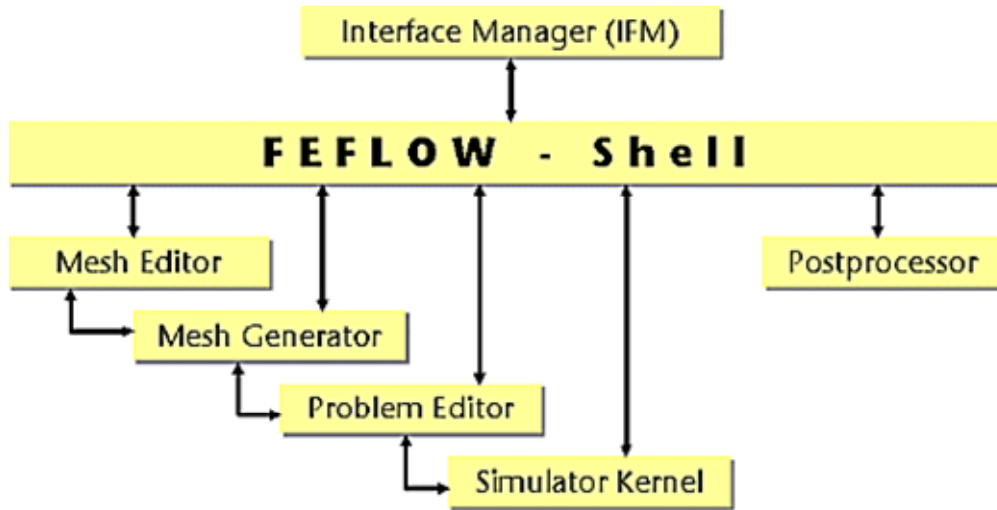 Interface Manager (IFM)
FEFLOW - Shell
Mesh Editor
Postprocessor
Mesh Generator
Problem Editor
Simulator Kernel